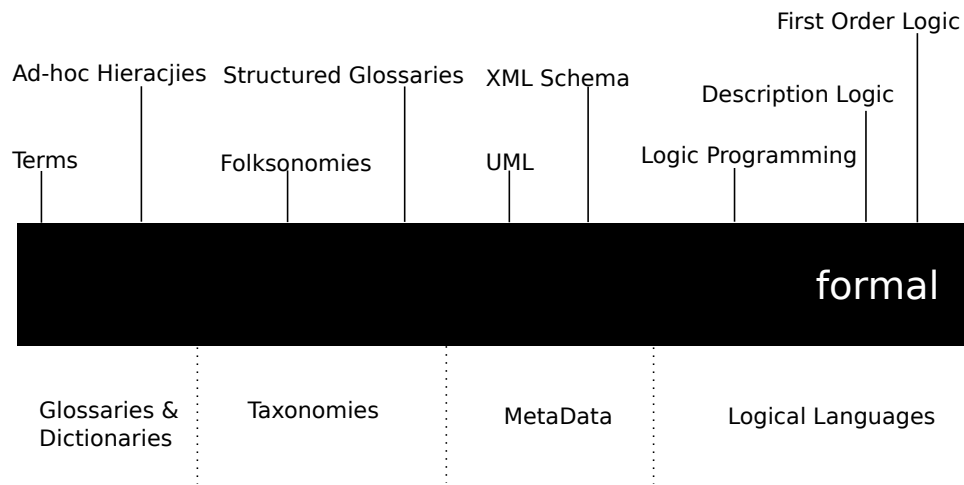 First Order Logic
Ad-hoc Hieracjies
Structured Glossaries
XML Schema
Description Logic
Terms
Folksonomies
UML
Logic Programming
formal
Glossaries &
Dictionaries
Taxonomies
MetaData
Logical Languages